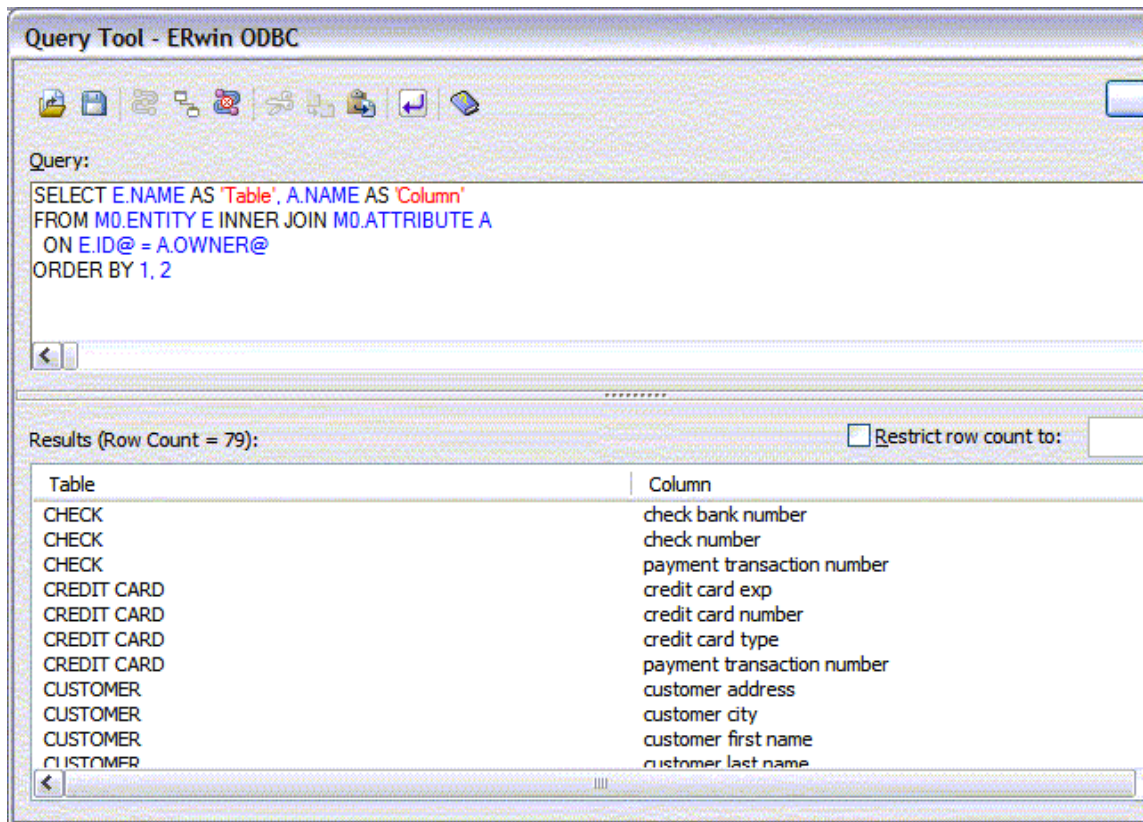 Query Tool - ERwin ODBC
Query:
SELECT E.NAME AS 'Table', A.NAME AS 'Column'
FROM M0.ENTITY E INNER JOIN M0.ATTRIBUTE A
ON E.ID@ = A.OWNER@
ORDER BY 1, 2
Results (Row Count = 79):
Restrict row count to:
Table Column
CHECK check bank number
CHECK check number
CHECK payment transaction number
CREDIT CARD credit card exp
CREDIT CARD credit card number
CREDIT CARD credit card type
CREDIT CARD payment transaction number
CUSTOMER customer address
CUSTOMER customer city
CUSTOMER customer first name
CUSTOMER customer last name